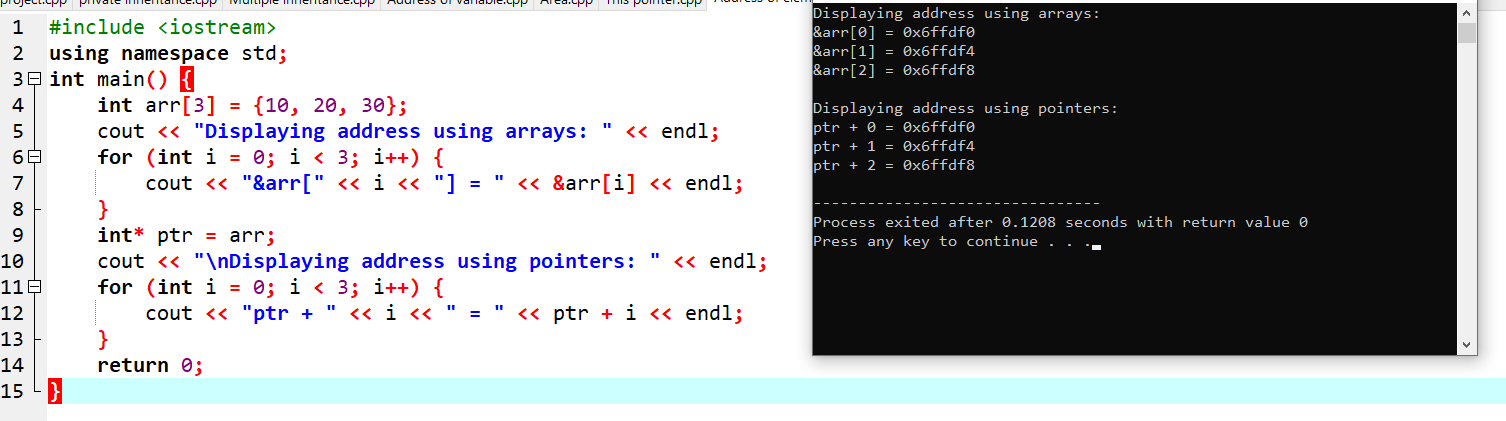 project.cpp private inheritance.cpp Multiple inheritance.cpp Address of variable.cpp Area.cpp This pointer.cpp Address of
1 #include <iostream>
2 using namespace std;
3 int main() {
4 int arr[3] = {10, 20, 30};
5 cout << "Displaying address using arrays: " << endl;
6 for (int i = 0; i < 3; i++) {
7 cout << "&arr[" << i << "] = " << &arr[i] << endl;
8 }
9 int* ptr = arr;
10 cout << "\nDisplaying address using pointers: " << endl;
11 for (int i = 0; i < 3; i++) {
12 cout << "ptr + " << i << " = " << ptr + i << endl;
13 }
14 return 0;
15 }
Displaying address using arrays:
&arr[0] = 0x6ffdf0
&arr[1] = 0x6ffdf4
&arr[2] = 0x6ffdf8
Displaying address using pointers:
ptr + 0 = 0x6ffdf0
ptr + 1 = 0x6ffdf4
ptr + 2 = 0x6ffdf8
--------------------------------
Process exited after 0.1208 seconds with return value 0
Press any key to continue . . .